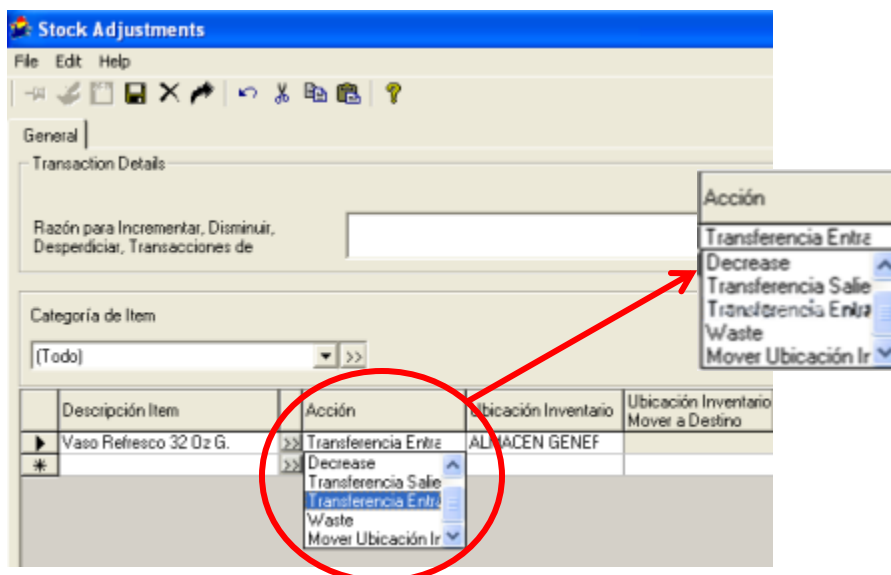 Stock Adjustments
File Edit Help
General
Transaction Details
Razón para Incrementar, Disminuir,
Desperdiciar, Transacciones de
Categoría de Item
(Todo) >>
Descripción Item Acción Ubicación Inventario Ubicación Inventario
Mover a Destino
Vaso Refresco 32 Oz G. >> Transferencia Entra ALMACEN GENEF
>> Decrease
Transferencia Salie
Transferencia Entra
Waste
Mover Ubicación Ir
Acción
Transferencia Entra
Decrease
Transferencia Salie
Transferencia Entra
Waste
Mover Ubicación Ir